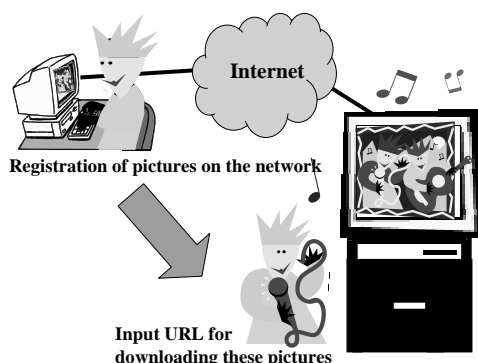 Internet
Registration of pictures on the network
Input URL for
downloading these pictures